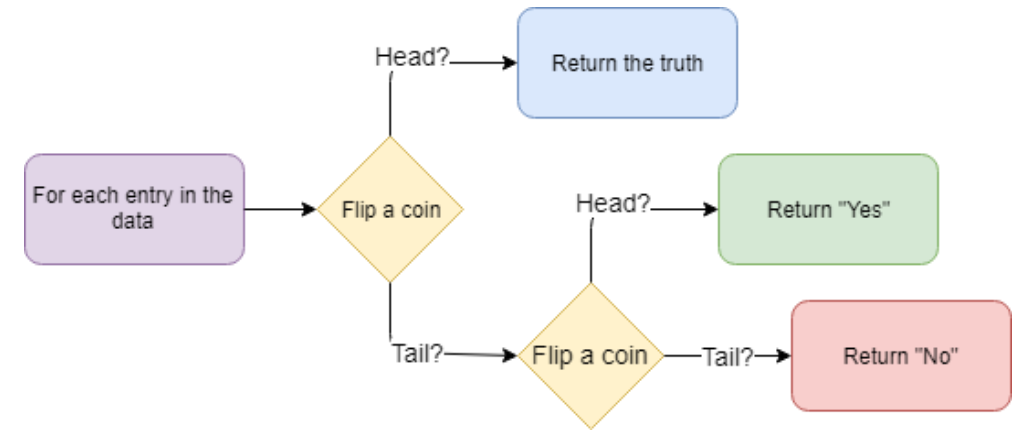 Head?
Return the truth
For each entry in the
data
Flip a coin
Head?
Return "Yes"
Tail?
Flip a coin
Tail?
Return "No"